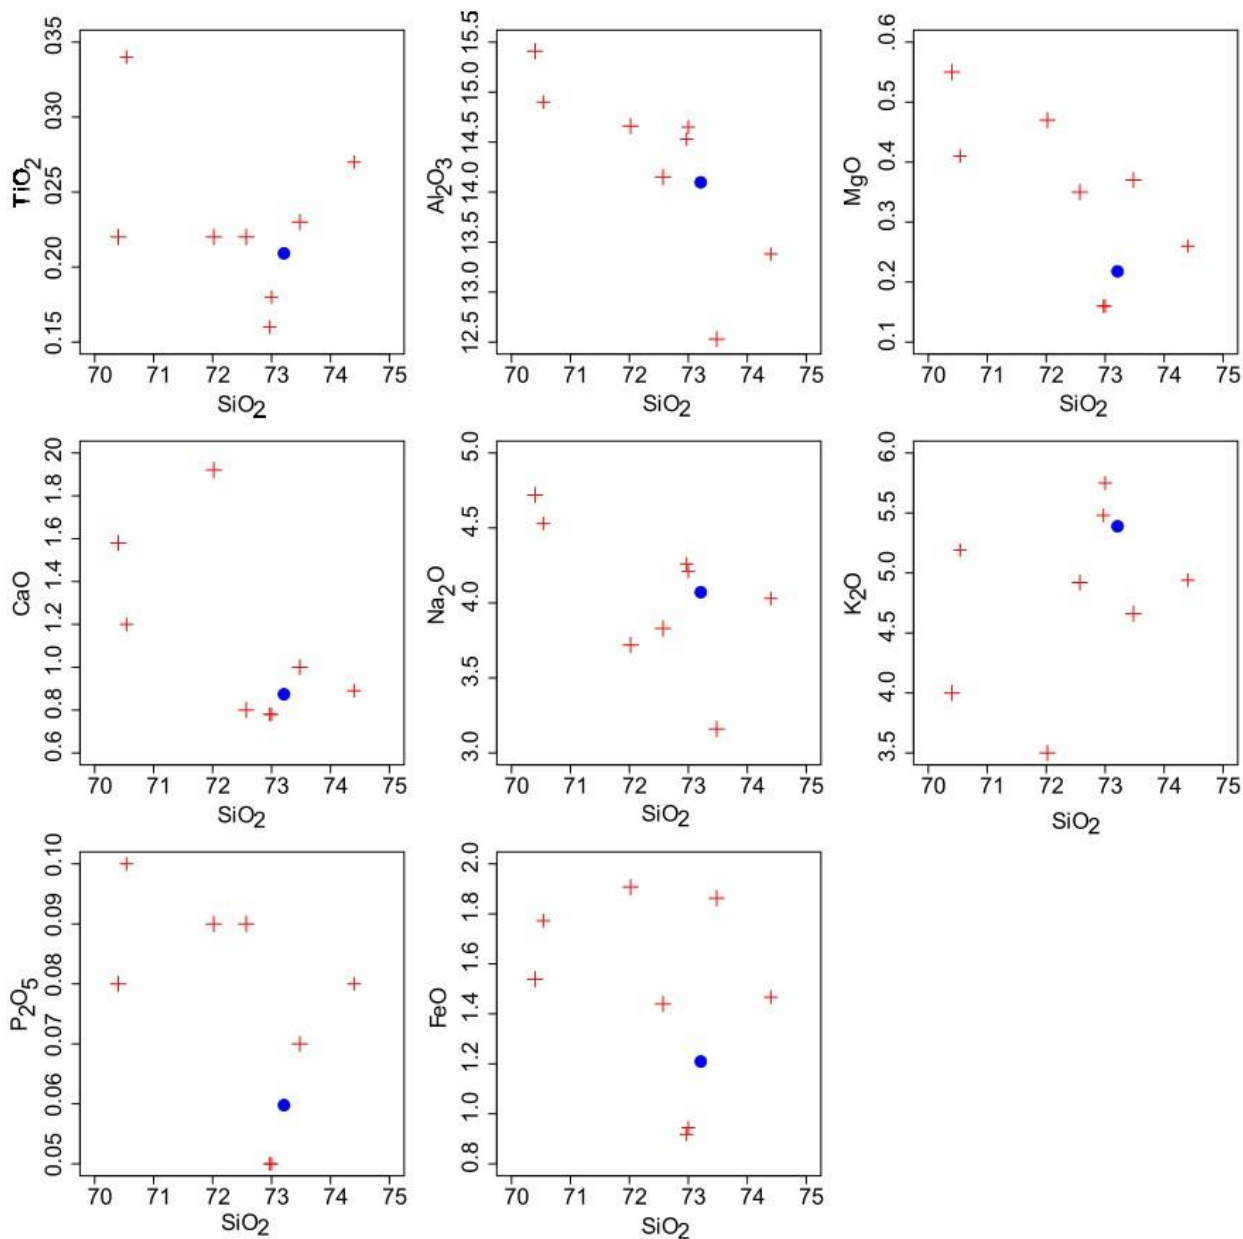 TiO2
0.15 0.20 0.25 0.30 0.35
70 71 72 73 74 75
SiO2
Al2O3
12.5 13.0 13.5 14.0 14.5 15.0 15.5
70 71 72 73 74 75
SiO2
MgO
0.1 0.2 0.3 0.4 0.5 .06
70 71 72 73 74 75
SiO2
CaO
0.6 0.8 1.0 1.2 1.4 1.6 1.8 20
70 71 72 73 74 75
SiO2
Na2O
3.0 3.5 4.0 4.5 5.0
70 71 72 73 74 75
SiO2
K2O
3.5 4.0 4.5 5.0 5.5 6.0
70 71 72 73 74 75
SiO2
P2O5
0.05 0.06 0.07 0.08 0.09 0.10
70 71 72 73 74 75
SiO2
FeO
0.8 1.0 1.2 1.4 1.6 1.8 2.0
70 71 72 73 74 75
SiO2